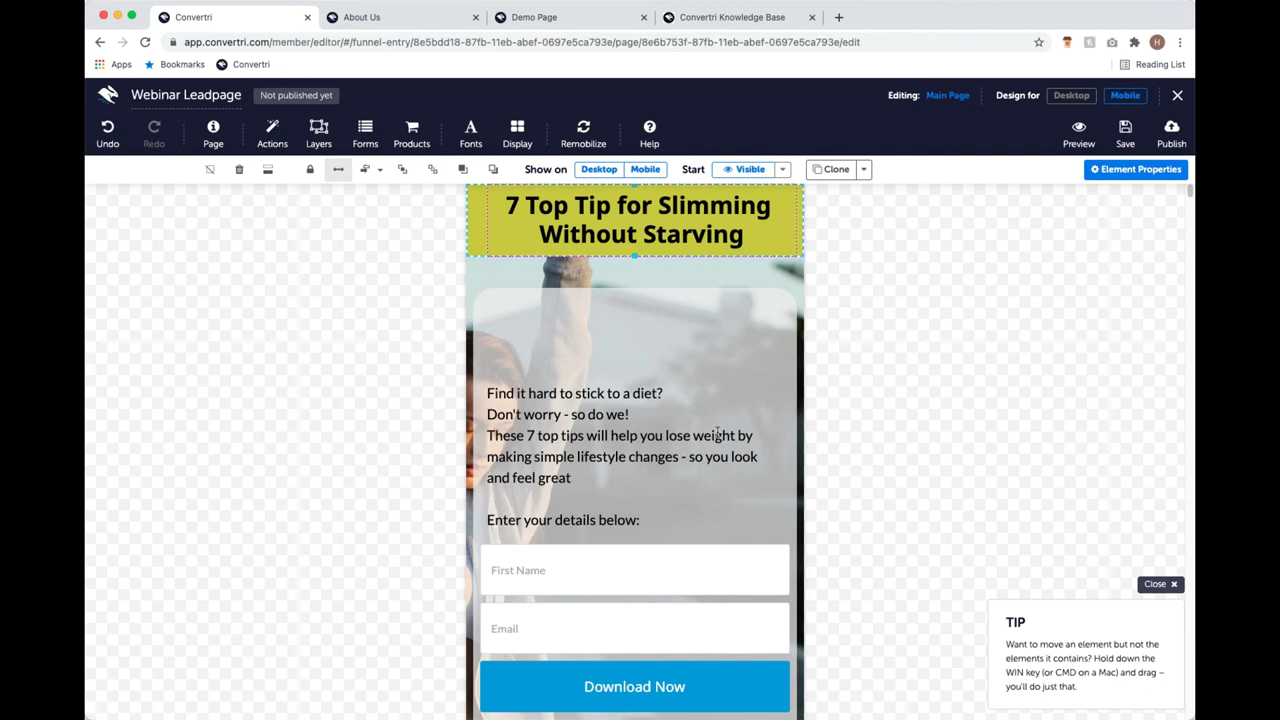 Convertri
About Us
Demo Page
Convertri Knowledge Base
app.convertri.com/member/editor/#/funnel-entry/8e5bdd18-87fb-11eb-abef-0697e5ca793e/page/8e6b753f-87fb-11eb-abef-0697e5ca793e/edit
H
Apps
Bookmarks
Convertri
Reading List
Webinar Leadpage
Not published yet
Editing: Main Page
Design for
Desktop
Mobile
Undo
Redo
Page
Actions
Layers
Forms
Products
Fonts
Display
Remobilize
Help
Preview
Save
Publish
Show on
Desktop
Mobile
Start
Visible
Clone
Element Properties
7 Top Tip for Slimming
Without Starving
Find it hard to stick to a diet?
Don't worry - so do we!
These 7 top tips will help you lose weight by
making simple lifestyle changes - so you look
and feel great
Enter your details below:
First Name
Email
Download Now
Close
TIP
Want to move an element but not the
elements it contains? Hold down the
WIN key (or CMD on a Mac) and drag –
you'll do just that.